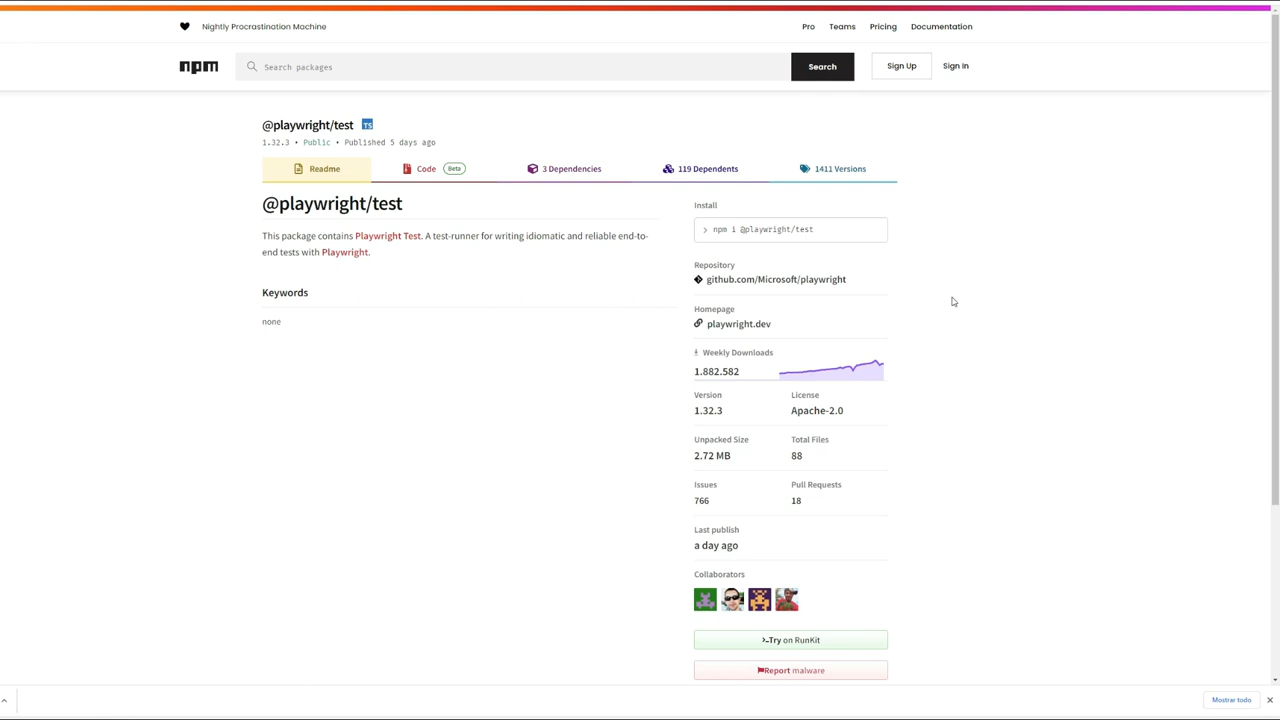 Nightly Procrastination Machine
Pro Teams Pricing Documentation
npm
Search packages
Search
Sign Up
Sign In
@playwright/test TS
1.32.3 • Public • Published 5 days ago
Readme
Code Beta
3 Dependencies
119 Dependents
1411 Versions
@playwright/test
This package contains Playwright Test. A test-runner for writing idiomatic and reliable end-to-
end tests with Playwright.
Keywords
none
Install
> npm i @playwright/test
Repository
github.com/Microsoft/playwright
Homepage
playwright.dev
Weekly Downloads
1.882.582
Version License
1.32.3 Apache-2.0
Unpacked Size Total Files
2.72 MB 88
Issues Pull Requests
766 18
Last publish
a day ago
Collaborators
Try on RunKit
Report malware
Mostrar todo